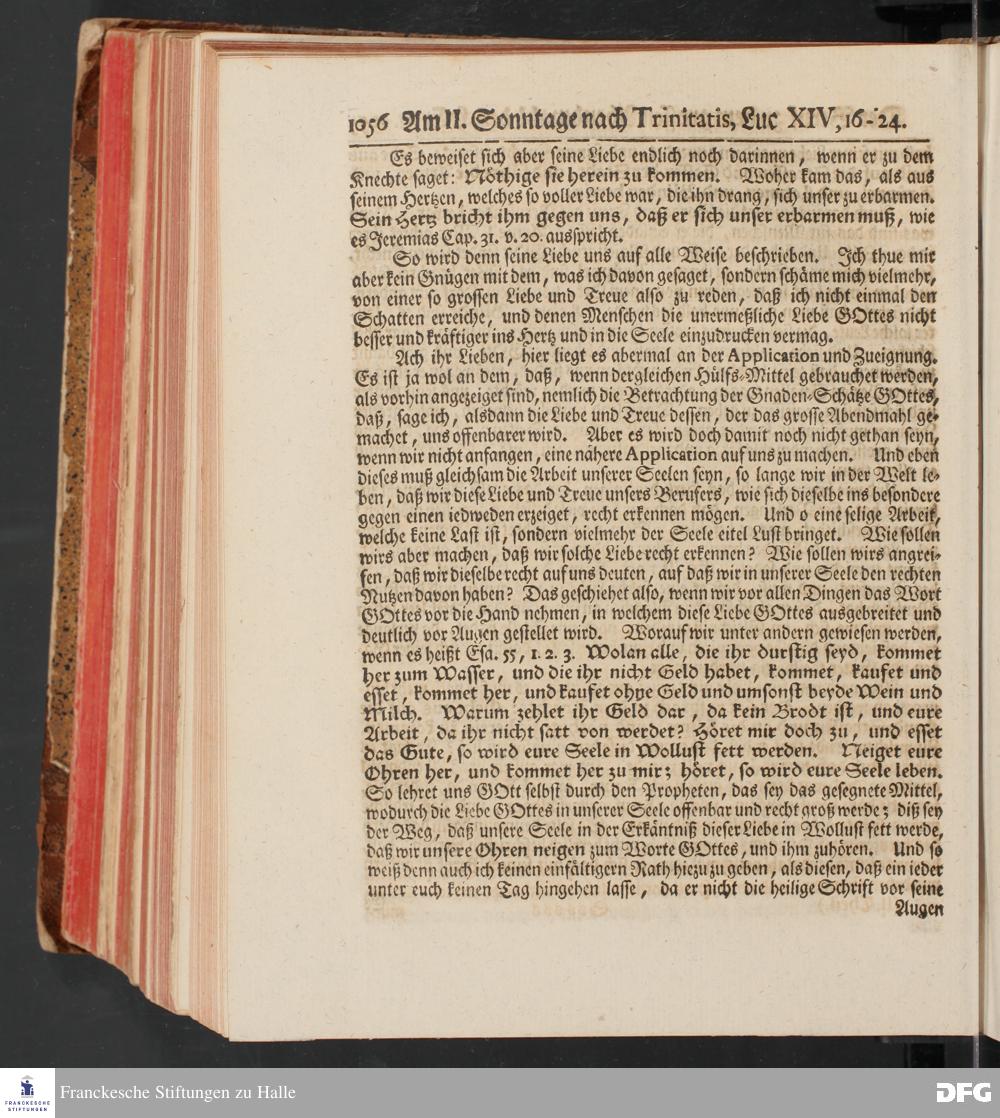 1056 Am II. Sonntage nach Trinitatis, Luc XIV, 16-24.
Es beweiset sich aber seine Liebe endlich noch darinnen, wenn er zu dem
Knechte saget: Nöthige sie herein zu kommen. Woher kam das, als aus
seinem Hertzen, welches so voller Liebe war, die ihn drang, sich unser zu erbarmen.
Sein Hertz bricht ihm gegen uns, daß er sich unser erbarmen muß, wie
es Jeremias Cap. 31. v. 20. ausspricht.
So wird denn seine Liebe uns auf alle Weise beschrieben. Ich thue mir
aber kein Gnügen mit dem, was ich davon gesaget, sondern schäme mich vielmehr,
von einer so grossen Liebe und Treue also zu reden, daß ich nicht einmal den
Schatten erreiche, und denen Menschen die unermeßliche Liebe GOttes nicht
besser und kräftiger ins Hertz und in die Seele einzudrucken vermag.
Ach ihr Lieben, hier liegt es abermal an der Application und Zueignung.
Es ist ja wol an dem, daß, wenn dergleichen Hülfs-Mittel gebrauchet werden,
als vorhin angezeiget sind, nemlich die Betrachtung der Gnaden-Schätze GOttes,
daß, sage ich, alsdann die Liebe und Treue dessen, der das grosse Abendmahl ge-
machet, uns offenbarer wird. Aber es wird doch damit noch nicht gethan seyn,
wenn wir nicht anfangen, eine nähere Application auf uns zu machen. Und eben
dieses muß gleichsam die Arbeit unserer Seelen seyn, so lange wir in der Welt le-
ben, daß wir diese Liebe und Treue unsers Berufers, wie sich dieselbe ins besondere
gegen einen iedweden erzeiget, recht erkennen mögen. Und o eine selige Arbeit,
welche keine Last ist, sondern vielmehr der Seele eitel Lust bringet. Wie sollen
wirs aber machen, daß wir solche Liebe recht erkennen? Wie sollen wirs angrei-
fen, daß wir dieselbe recht auf uns deuten, auf daß wir in unserer Seele den rechten
Nutzen davon haben? Das geschiehet also, wenn wir vor allen Dingen das Wort
GOttes vor die Hand nehmen, in welchem diese Liebe GOttes ausgebreitet und
deutlich vor Augen gestellet wird. Worauf wir unter andern gewiesen werden,
wenn es heißt Esa. 55, 1. 2. 3. Wolan alle, die ihr durstig seyd, kommet
her zum Wasser, und die ihr nicht Geld habet, kommet, kaufet und
esset, kommet her, und kaufet ohne Geld und umsonst beyde Wein und
Milch. Warum zehlet ihr Geld dar, da kein Brodt ist, und eure
Arbeit, da ihr nicht satt von werdet? Höret mir doch zu, und esset
das Gute, so wird eure Seele in Wollust fett werden. Neiget eure
Ohren her, und kommet her zu mir; höret, so wird eure Seele leben.
So lehret uns GOtt selbst durch den Propheten, das sey das gesegnete Mittel,
wodurch die Liebe GOttes in unserer Seele offenbar und recht groß werde; diß sey
der Weg, daß unsere Seele in der Erkäntniß dieser Liebe in Wollust fett werde,
daß wir unsere Ohren neigen zum Worte GOttes, und ihm zuhören. Und so
weiß denn auch ich keinen einfältigern Rath hiezu zu geben, als diesen, daß ein ieder
unter euch keinen Tag hingehen lasse, da er nicht die heilige Schrift vor seine
Augen
FRANCKESCHE
STIFTUNGEN
Franckesche Stiftungen zu Halle
DFG